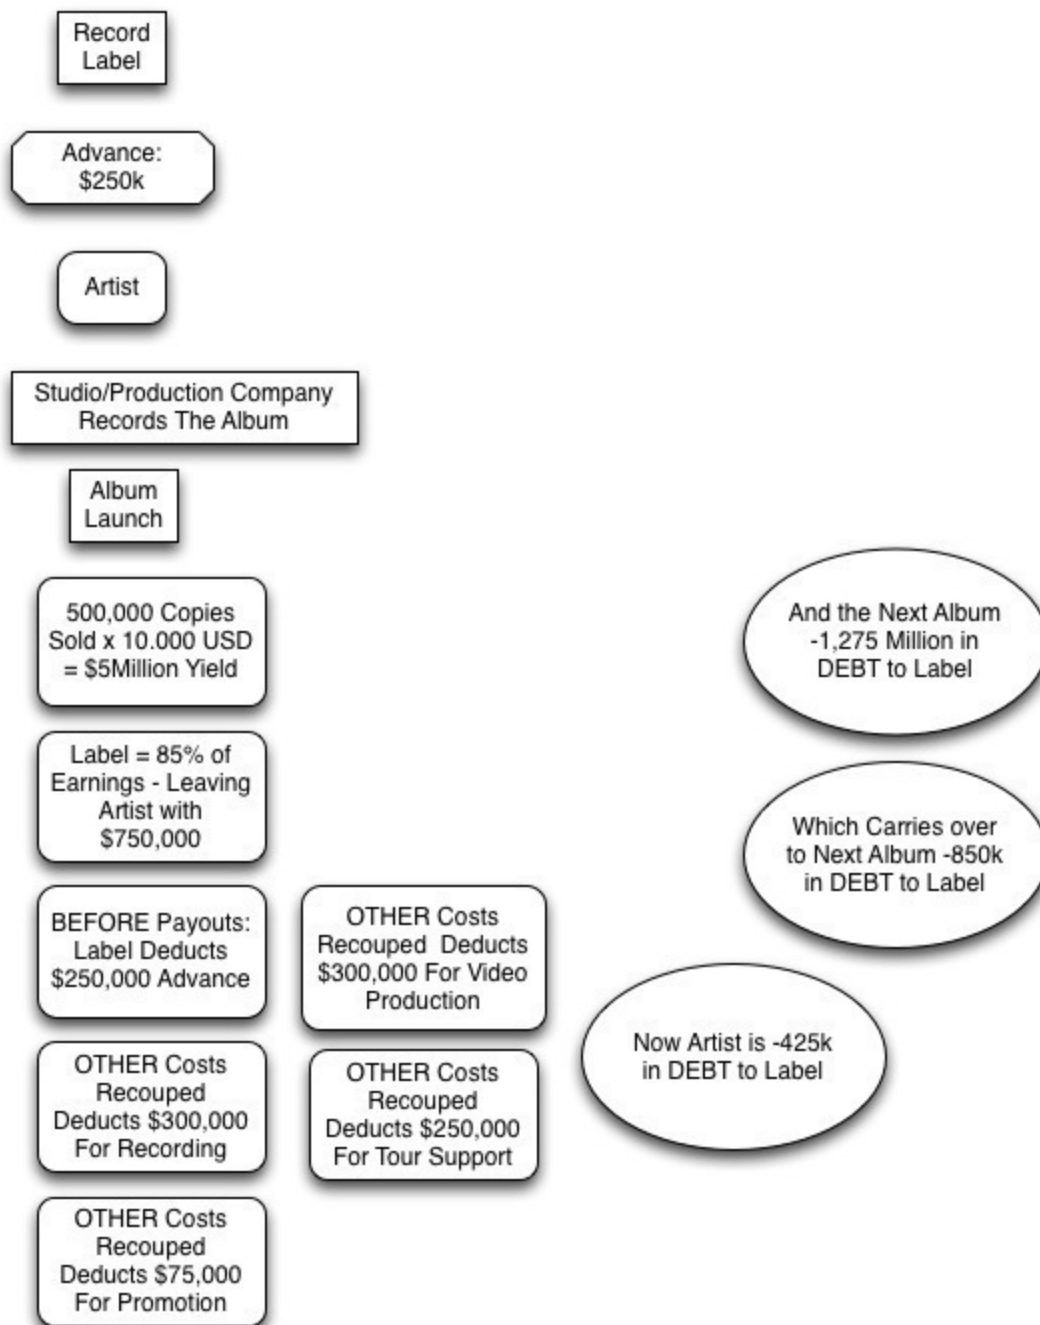 Record
Label
Advance:
$250k
Artist
Studio/Production Company
Records The Album
Album
Launch
500,000 Copies
Sold x 10.000 USD
= $5Million Yield
Label = 85% of
Earnings - Leaving
Artist with
$750,000
BEFORE Payouts:
Label Deducts
$250,000 Advance
OTHER Costs
Recouped
Deducts $300,000
For Recording
OTHER Costs
Recouped
Deducts $75,000
For Promotion
OTHER Costs
Recouped  Deducts
$300,000 For Video
Production
OTHER Costs
Recouped
Deducts $250,000
For Tour Support
Now Artist is -425k
in DEBT to Label
Which Carries over
to Next Album -850k
in DEBT to Label
And the Next Album
-1,275 Million in
DEBT to Label